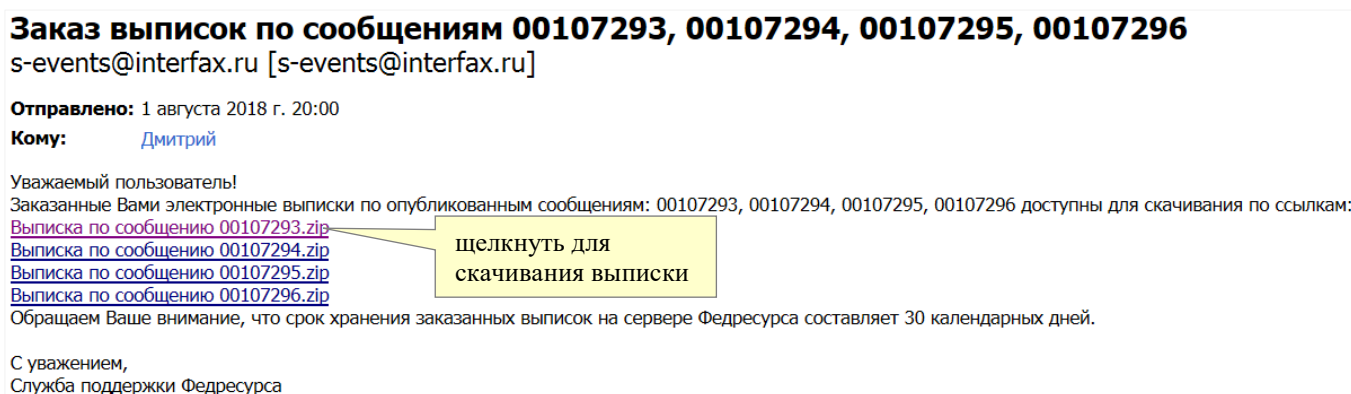 Заказ выписок по сообщениям 00107293, 00107294, 00107295, 00107296
s-events@interfax.ru [s-events@interfax.ru]
Отправлено: 1 августа 2018 г. 20:00
Кому: Дмитрий
Уважаемый пользователь!
Заказанные Вами электронные выписки по опубликованным сообщениям: 00107293, 00107294, 00107295, 00107296 доступны для скачивания по ссылкам:
Выписка по сообщению 00107293.zip
Выписка по сообщению 00107294.zip
Выписка по сообщению 00107295.zip
Выписка по сообщению 00107296.zip
щелкнуть для
скачивания выписки
Обращаем Ваше внимание, что срок хранения заказанных выписок на сервере Федресурса составляет 30 календарных дней.
С уважением,
Служба поддержки Федресурса